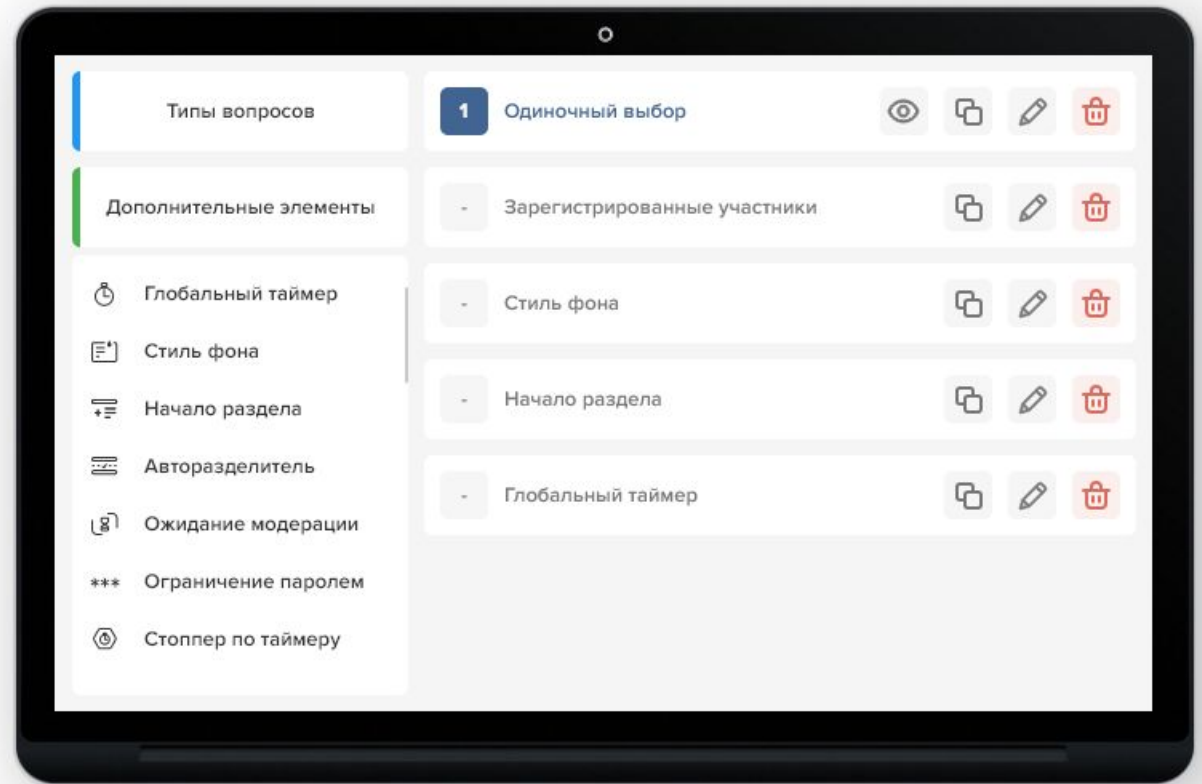 Типы вопросов
Дополнительные элементы
Глобальный таймер
Стиль фона
Начало раздела
Авторазделитель
Ожидание модерации
*** Ограничение паролем
Стоппер по таймеру
1 Одиночный выбор
- Зарегистрированные участники
- Стиль фона
- Начало раздела
- Глобальный таймер